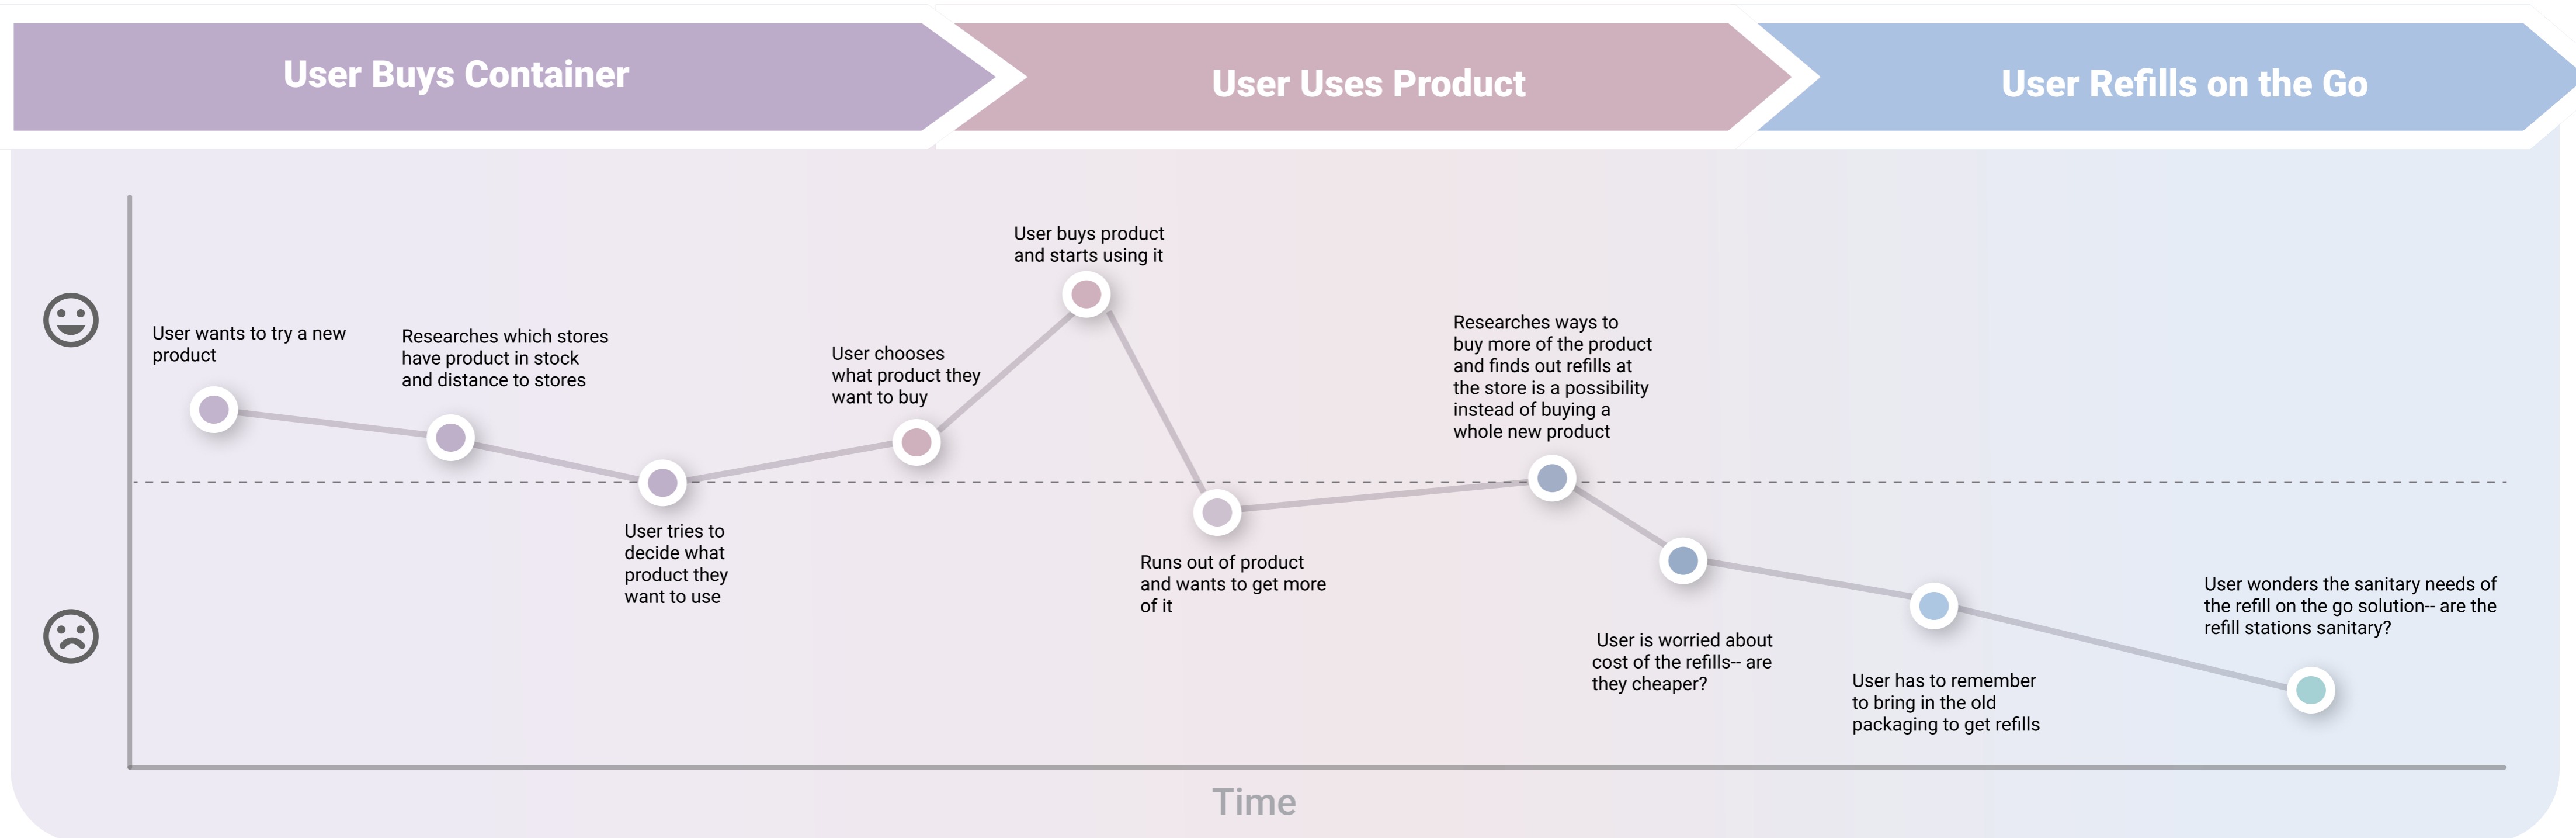 User Buys Container
User Uses Product
User Refills on the Go
User wants to try a new
product
Researches which stores
have product in stock
and distance to stores
User tries to
decide what
product they
want to use
User chooses
what product they
want to buy
User buys product
and starts using it
Runs out of product
and wants to get more
of it
Researches ways to
buy more of the product
and finds out refills at
the store is a possibility
instead of buying a
whole new product
User is worried about
cost of the refills-- are
they cheaper?
User has to remember
to bring in the old
packaging to get refills
User wonders the sanitary needs of
the refill on the go solution-- are the
refill stations sanitary?
Time